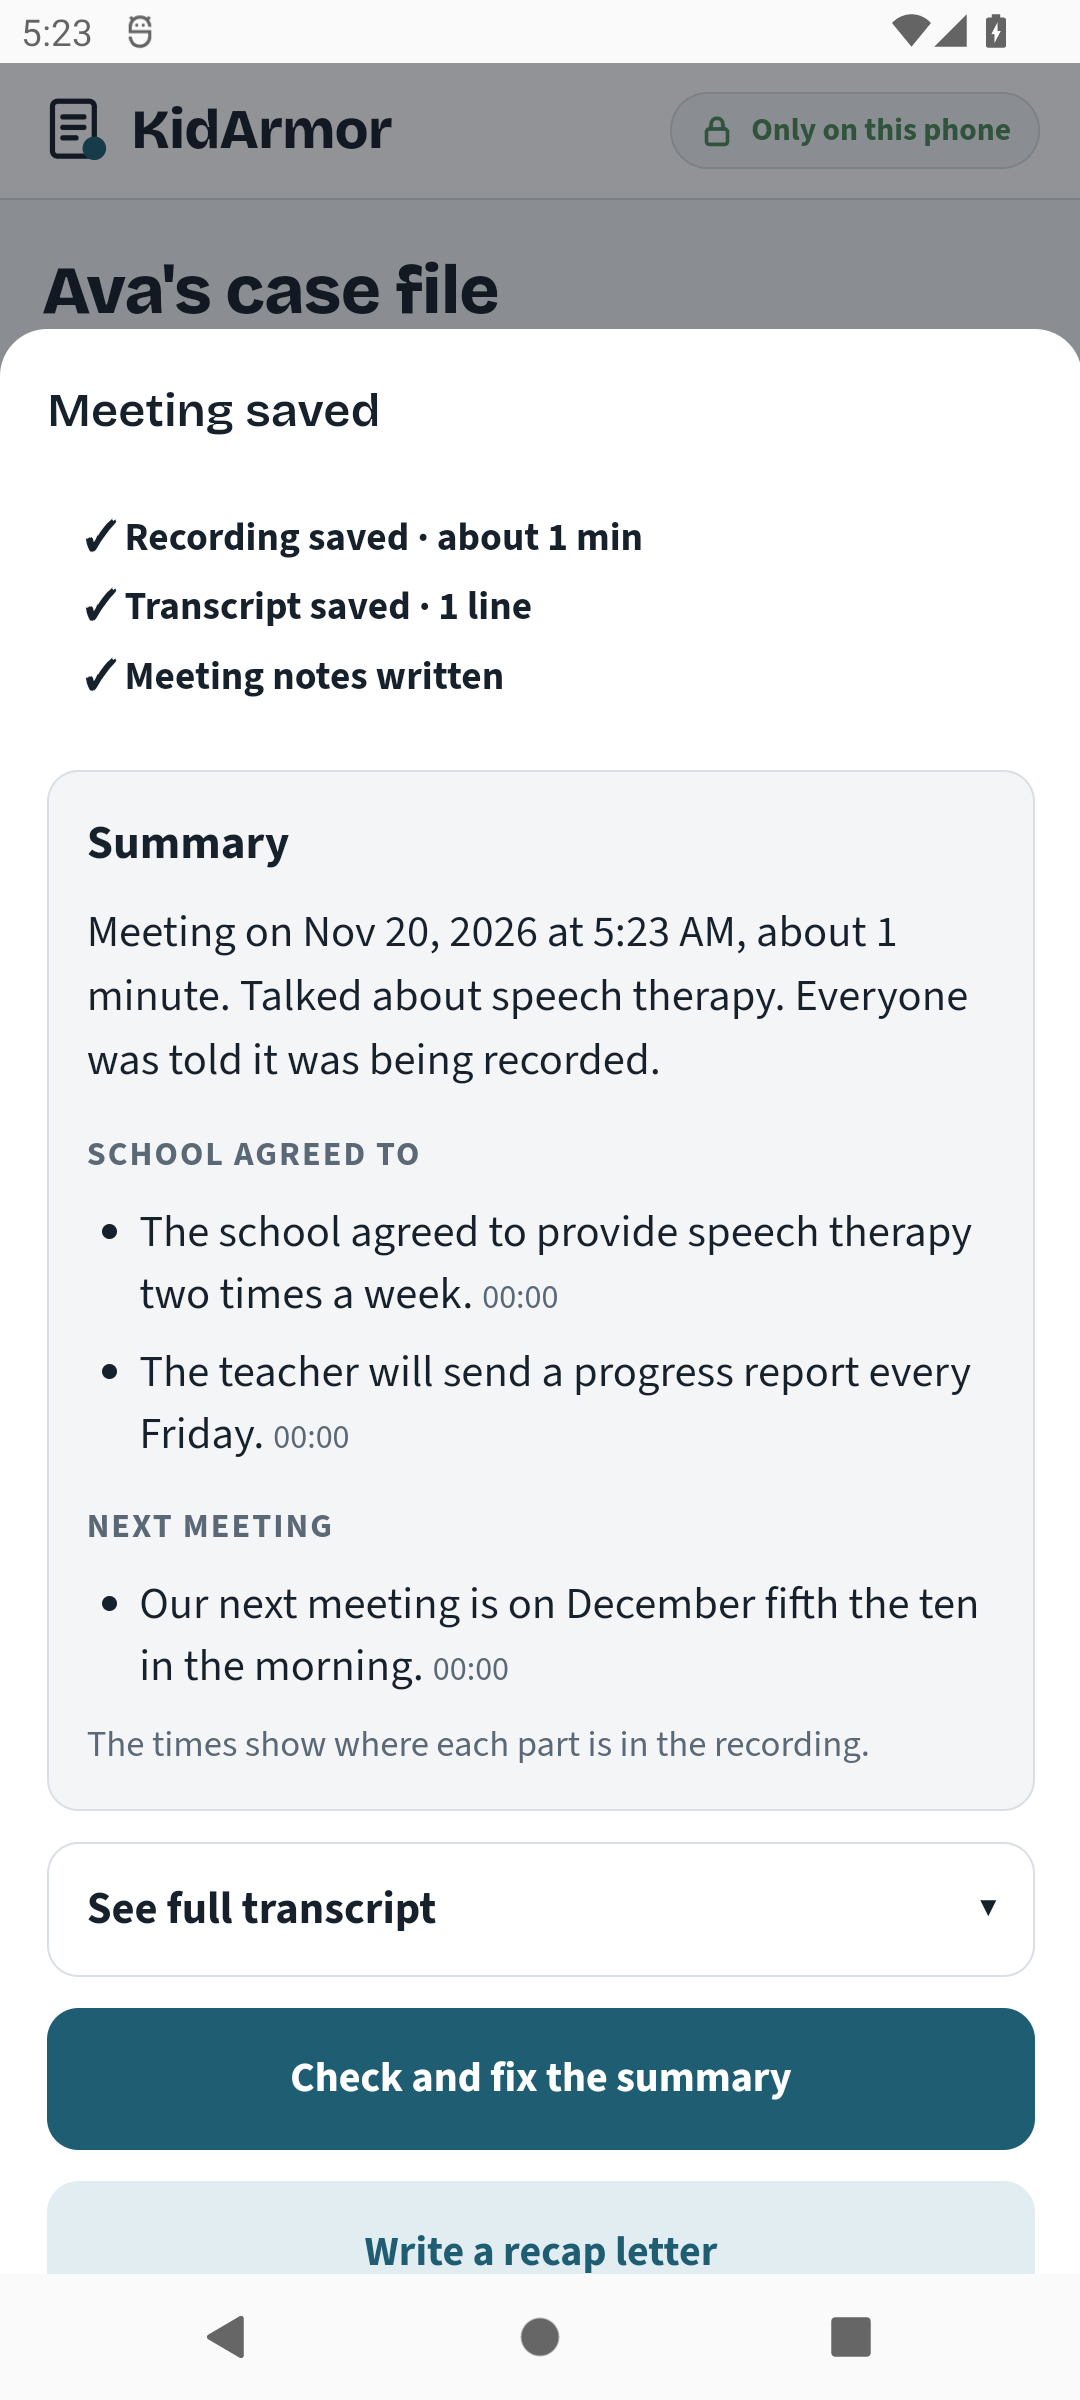 5:23
KidArmor
Only on this phone
Ava's case file
Meeting saved
✓ Recording saved · about 1 min
✓ Transcript saved · 1 line
✓ Meeting notes written
Summary
Meeting on Nov 20, 2026 at 5:23 AM, about 1
minute. Talked about speech therapy. Everyone
was told it was being recorded.
SCHOOL AGREED TO
• The school agreed to provide speech therapy
two times a week. 00:00
• The teacher will send a progress report every
Friday. 00:00
NEXT MEETING
• Our next meeting is on December fifth the ten
in the morning. 00:00
The times show where each part is in the recording.
See full transcript ▼
Check and fix the summary
Write a recap letter